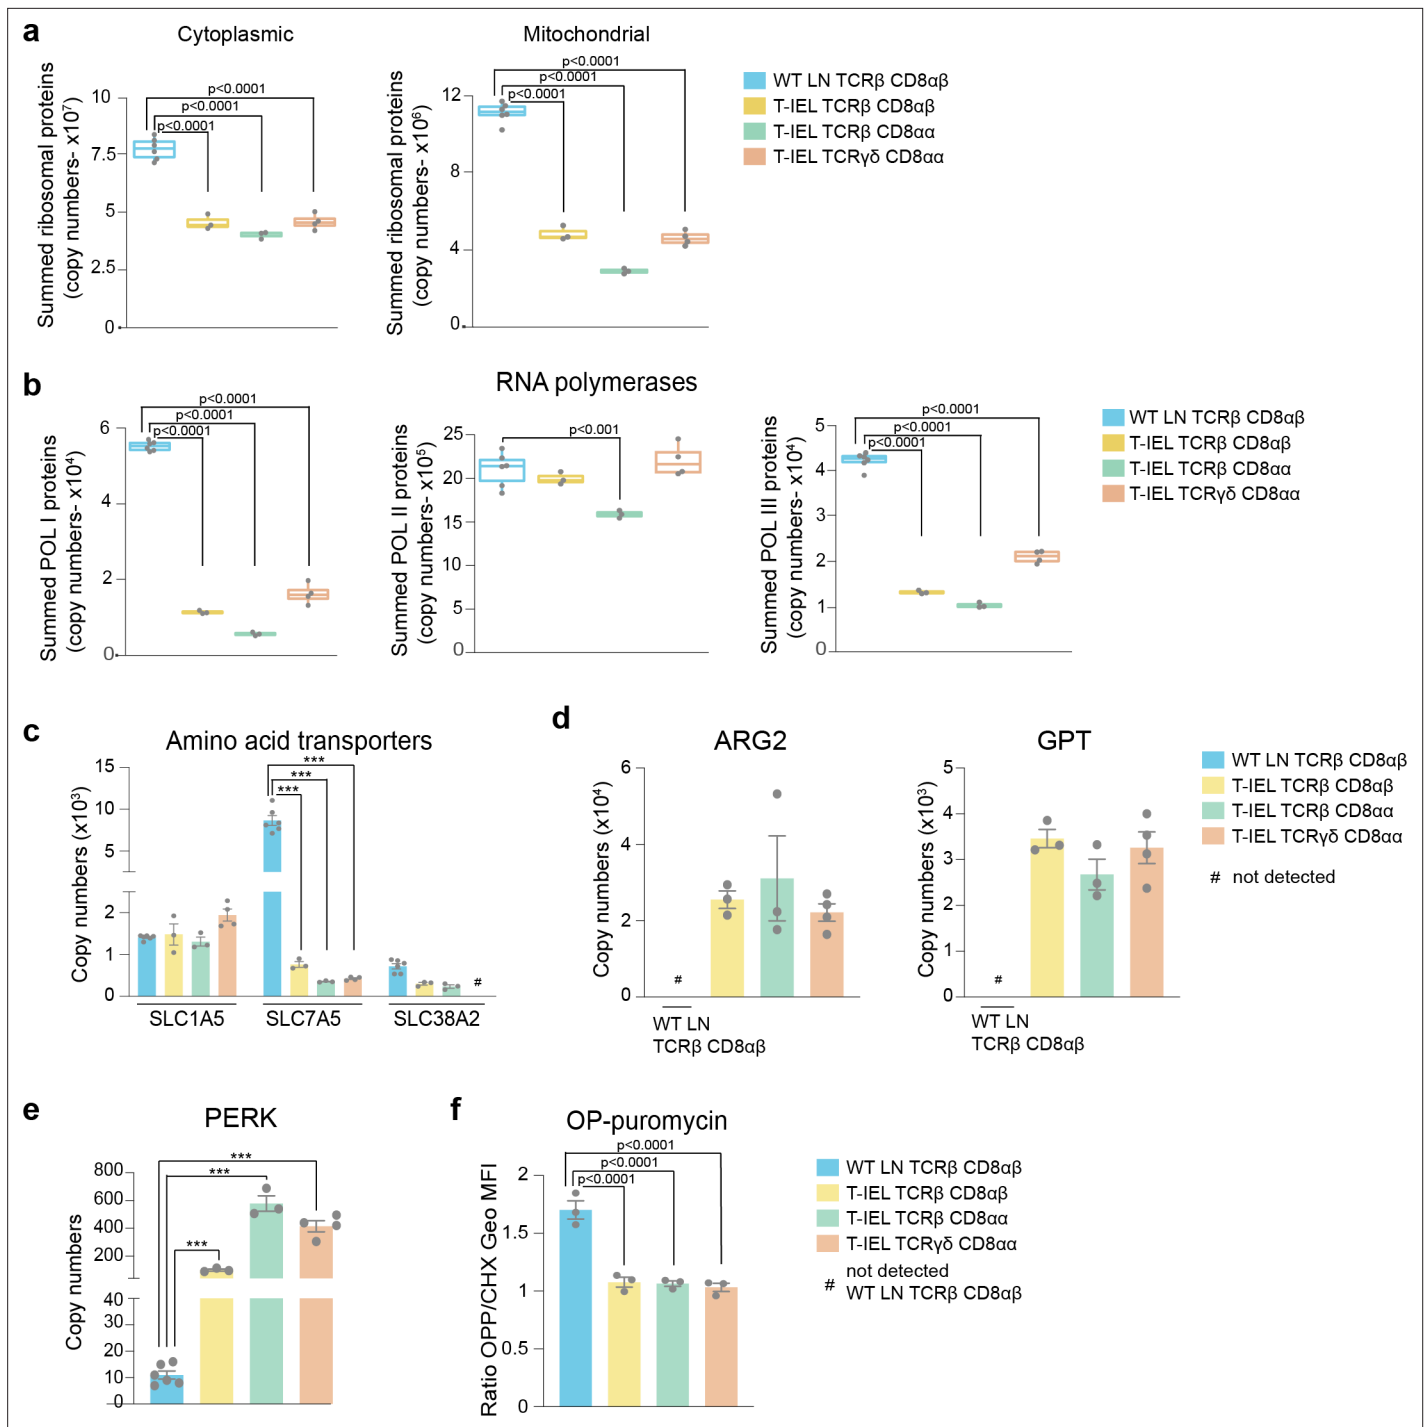 a
Cytoplasmic
Mitochondrial
Summed ribosomal proteins
(copy numbers- x10⁷)
10
7.5
5
2.5
0
p<0.0001
p<0.0001
p<0.0001
Summed ribosomal proteins
(copy numbers- x10⁶)
12
8
4
0
p<0.0001
p<0.0001
p<0.0001
WT LN TCRβ CD8αβ
T-IEL TCRβ CD8αβ
T-IEL TCRβ CD8αα
T-IEL TCRγδ CD8αα
b
RNA polymerases
Summed POL I proteins
(copy numbers- x10⁴)
6
4
2
0
p<0.0001
p<0.0001
p<0.0001
Summed POL II proteins
(copy numbers- x10⁵)
25
20
15
10
5
0
p<0.001
Summed POL III proteins
(copy numbers- x10⁴)
5
4
3
2
1
0
p<0.0001
p<0.0001
p<0.0001
WT LN TCRβ CD8αβ
T-IEL TCRβ CD8αβ
T-IEL TCRβ CD8αα
T-IEL TCRγδ CD8αα
c
Amino acid transporters
Copy numbers (x10³)
15
10
5
2
1
0
***
***
***
#
SLC1A5
SLC7A5
SLC38A2
d
ARG2
Copy numbers (x10⁴)
6
4
2
0
#
WT LN
TCRβ CD8αβ
GPT
Copy numbers (x10³)
5
4
3
2
1
0
#
WT LN
TCRβ CD8αβ
WT LN TCRβ CD8αβ
T-IEL TCRβ CD8αβ
T-IEL TCRβ CD8αα
T-IEL TCRγδ CD8αα
# not detected
e
PERK
Copy numbers
800
600
400
200
40
30
20
10
0
***
***
***
f
OP-puromycin
Ratio OPP/CHX Geo MFI
2
1.5
1
0.5
0
p<0.0001
p<0.0001
p<0.0001
WT LN TCRβ CD8αβ
T-IEL TCRβ CD8αβ
T-IEL TCRβ CD8αα
T-IEL TCRγδ CD8αα
not detected
# WT LN TCRβ CD8αβ